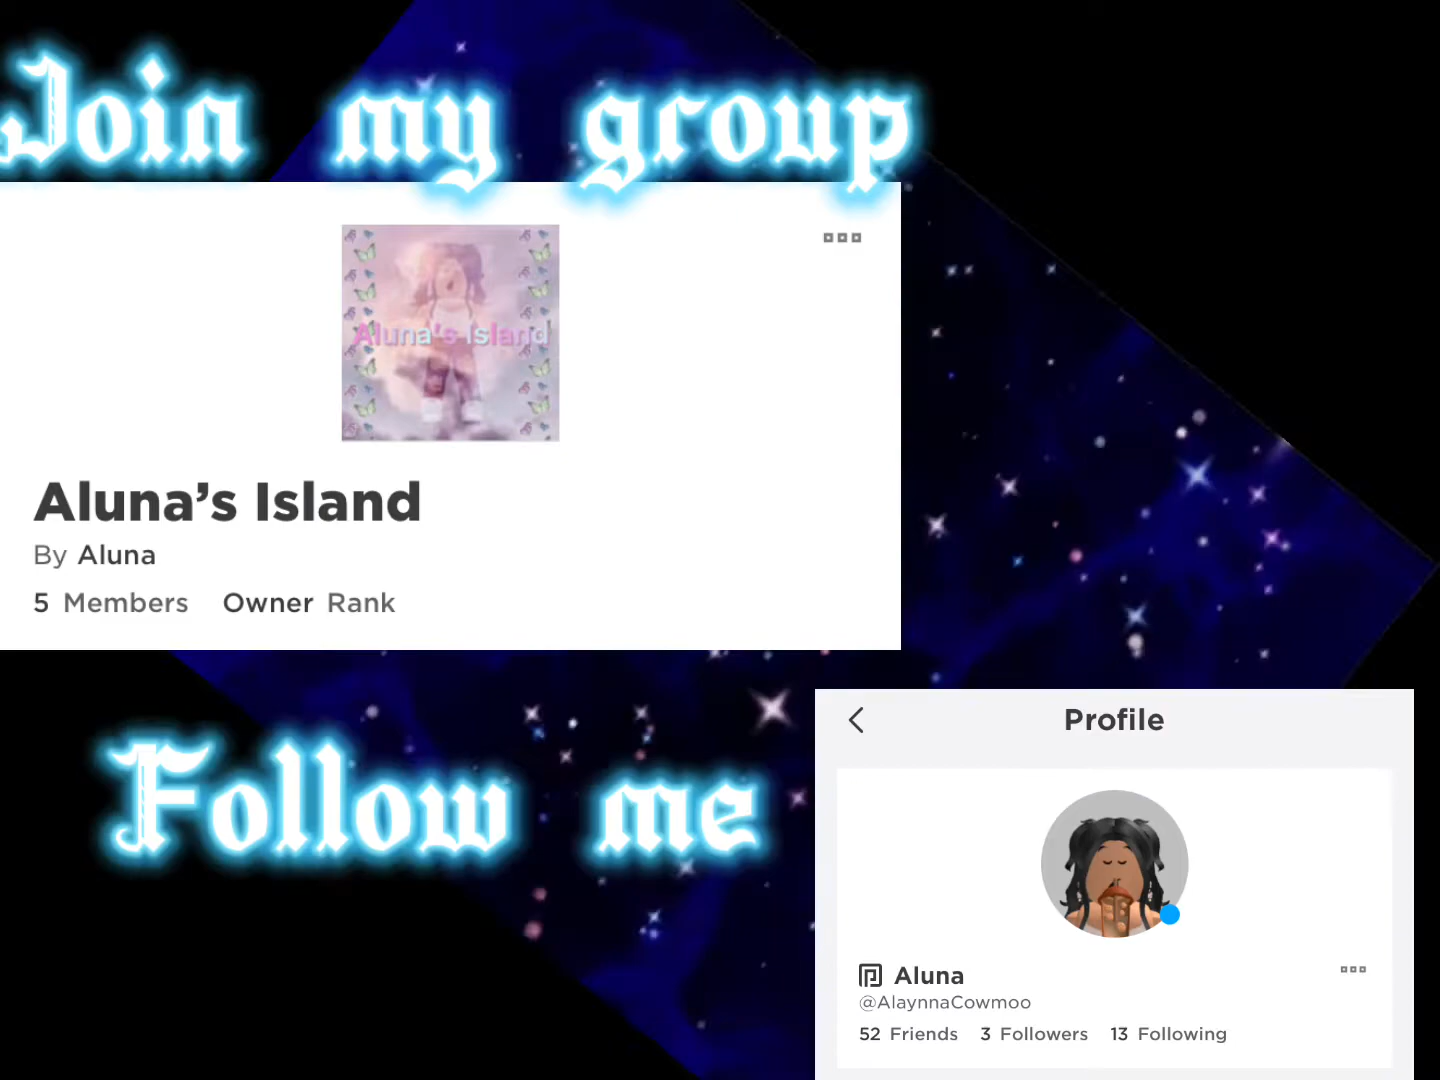 Join my group
Aluna's Island
Aluna’s Island
By Aluna
5 Members Owner Rank
Follow me
Profile
Aluna
@AlaynnaCowmoo
52 Friends 3 Followers 13 Following